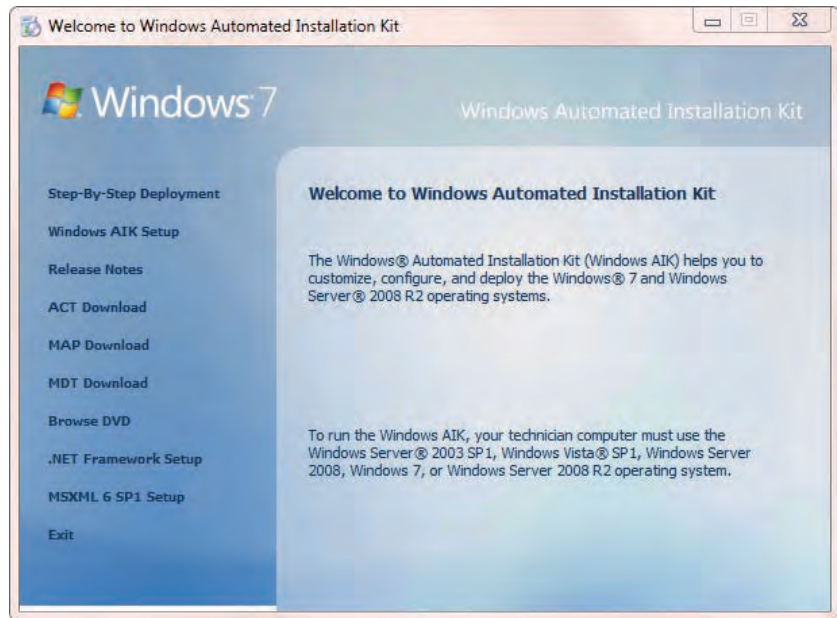 Welcome to Windows Automated Installation Kit
Windows 7
Windows Automated Installation Kit
Step-By-Step Deployment
Windows AIK Setup
Release Notes
ACT Download
MAP Download
MDT Download
Browse DVD
.NET Framework Setup
MSXML 6 SP1 Setup
Exit
Welcome to Windows Automated Installation Kit
The Windows® Automated Installation Kit (Windows AIK) helps you to
customize, configure, and deploy the Windows® 7 and Windows
Server® 2008 R2 operating systems.
To run the Windows AIK, your technician computer must use the
Windows Server® 2003 SP1, Windows Vista® SP1, Windows Server
2008, Windows 7, or Windows Server 2008 R2 operating system.